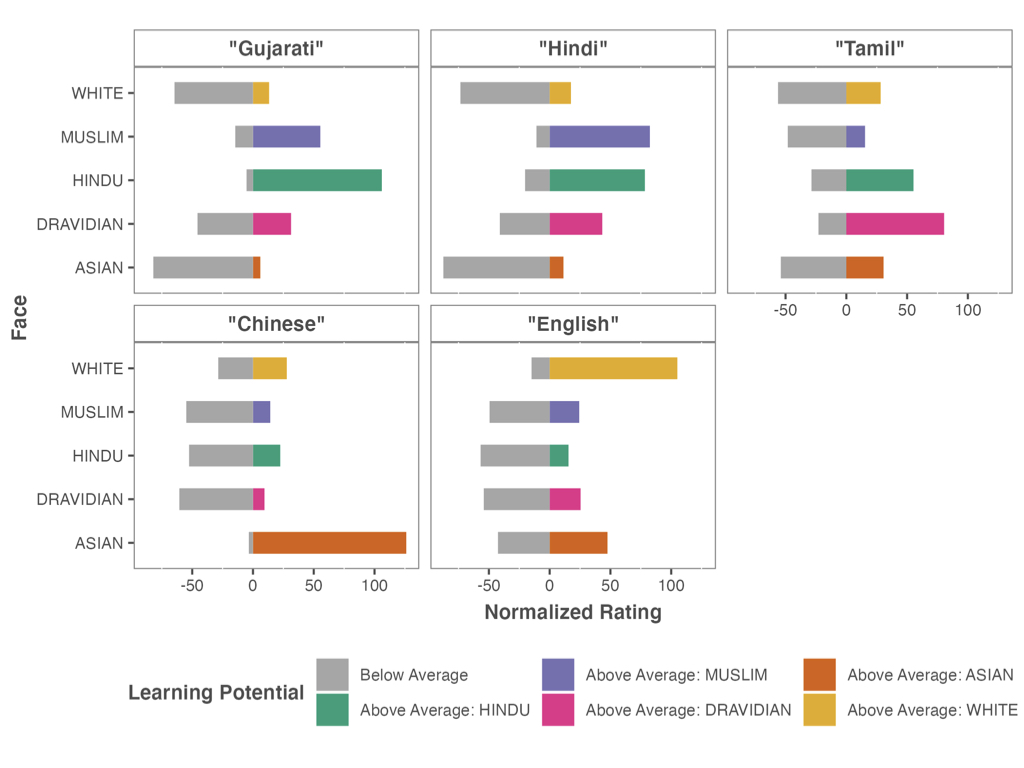 "Gujarati" "Hindi" "Tamil"
WHITE
MUSLIM
HINDU
DRAVIDIAN
ASIAN
-50 0 50 100
"Chinese" "English"
WHITE
MUSLIM
HINDU
DRAVIDIAN
ASIAN
-50 0 50 100 -50 0 50 100
Face
Normalized Rating
Learning Potential
Below Average Above Average: MUSLIM Above Average: ASIAN
Above Average: HINDU Above Average: DRAVIDIAN Above Average: WHITE